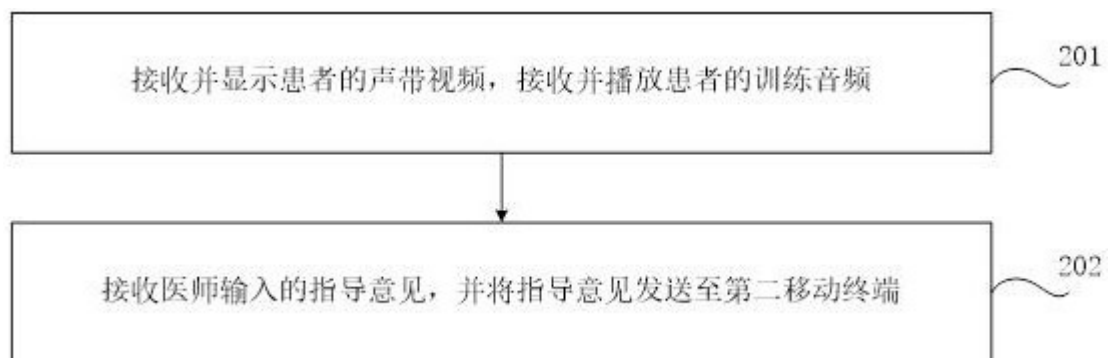 接收并显示患者的声带视频，接收并播放患者的训练音频
201
接收医师输入的指导意见，并将指导意见发送至第二移动终端
202